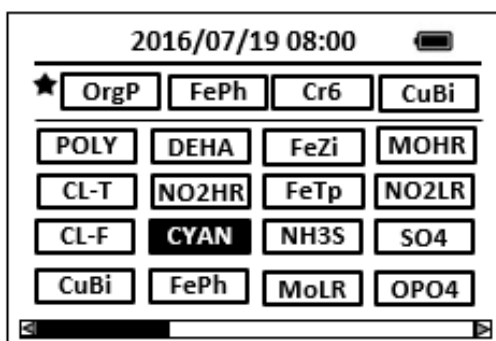 2016/07/19 08:00
OrgP FePh Cr6 CuBi
POLY DEHA FeZi MOHR
CL-T NO2HR FeTp NO2LR
CL-F CYAN NH3S SO4
CuBi FePh MoLR OPO4